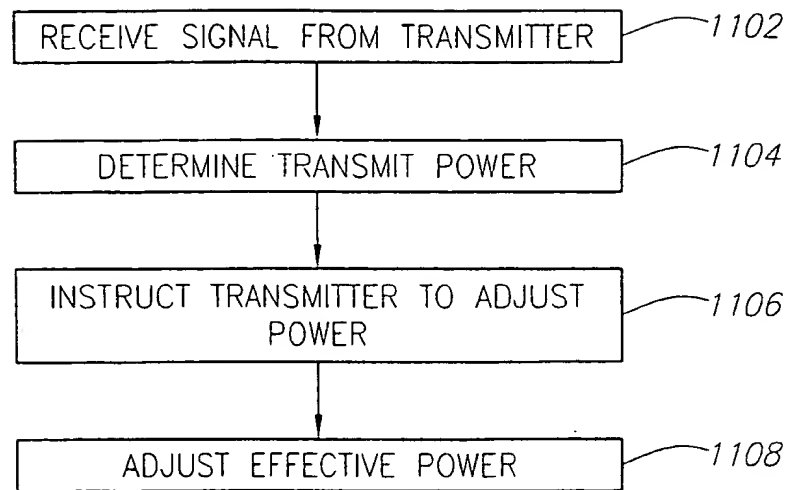 RECEIVE SIGNAL FROM TRANSMITTER
1102
DETERMINE TRANSMIT POWER
1104
INSTRUCT TRANSMITTER TO ADJUST
POWER
1106
ADJUST EFFECTIVE POWER
1108